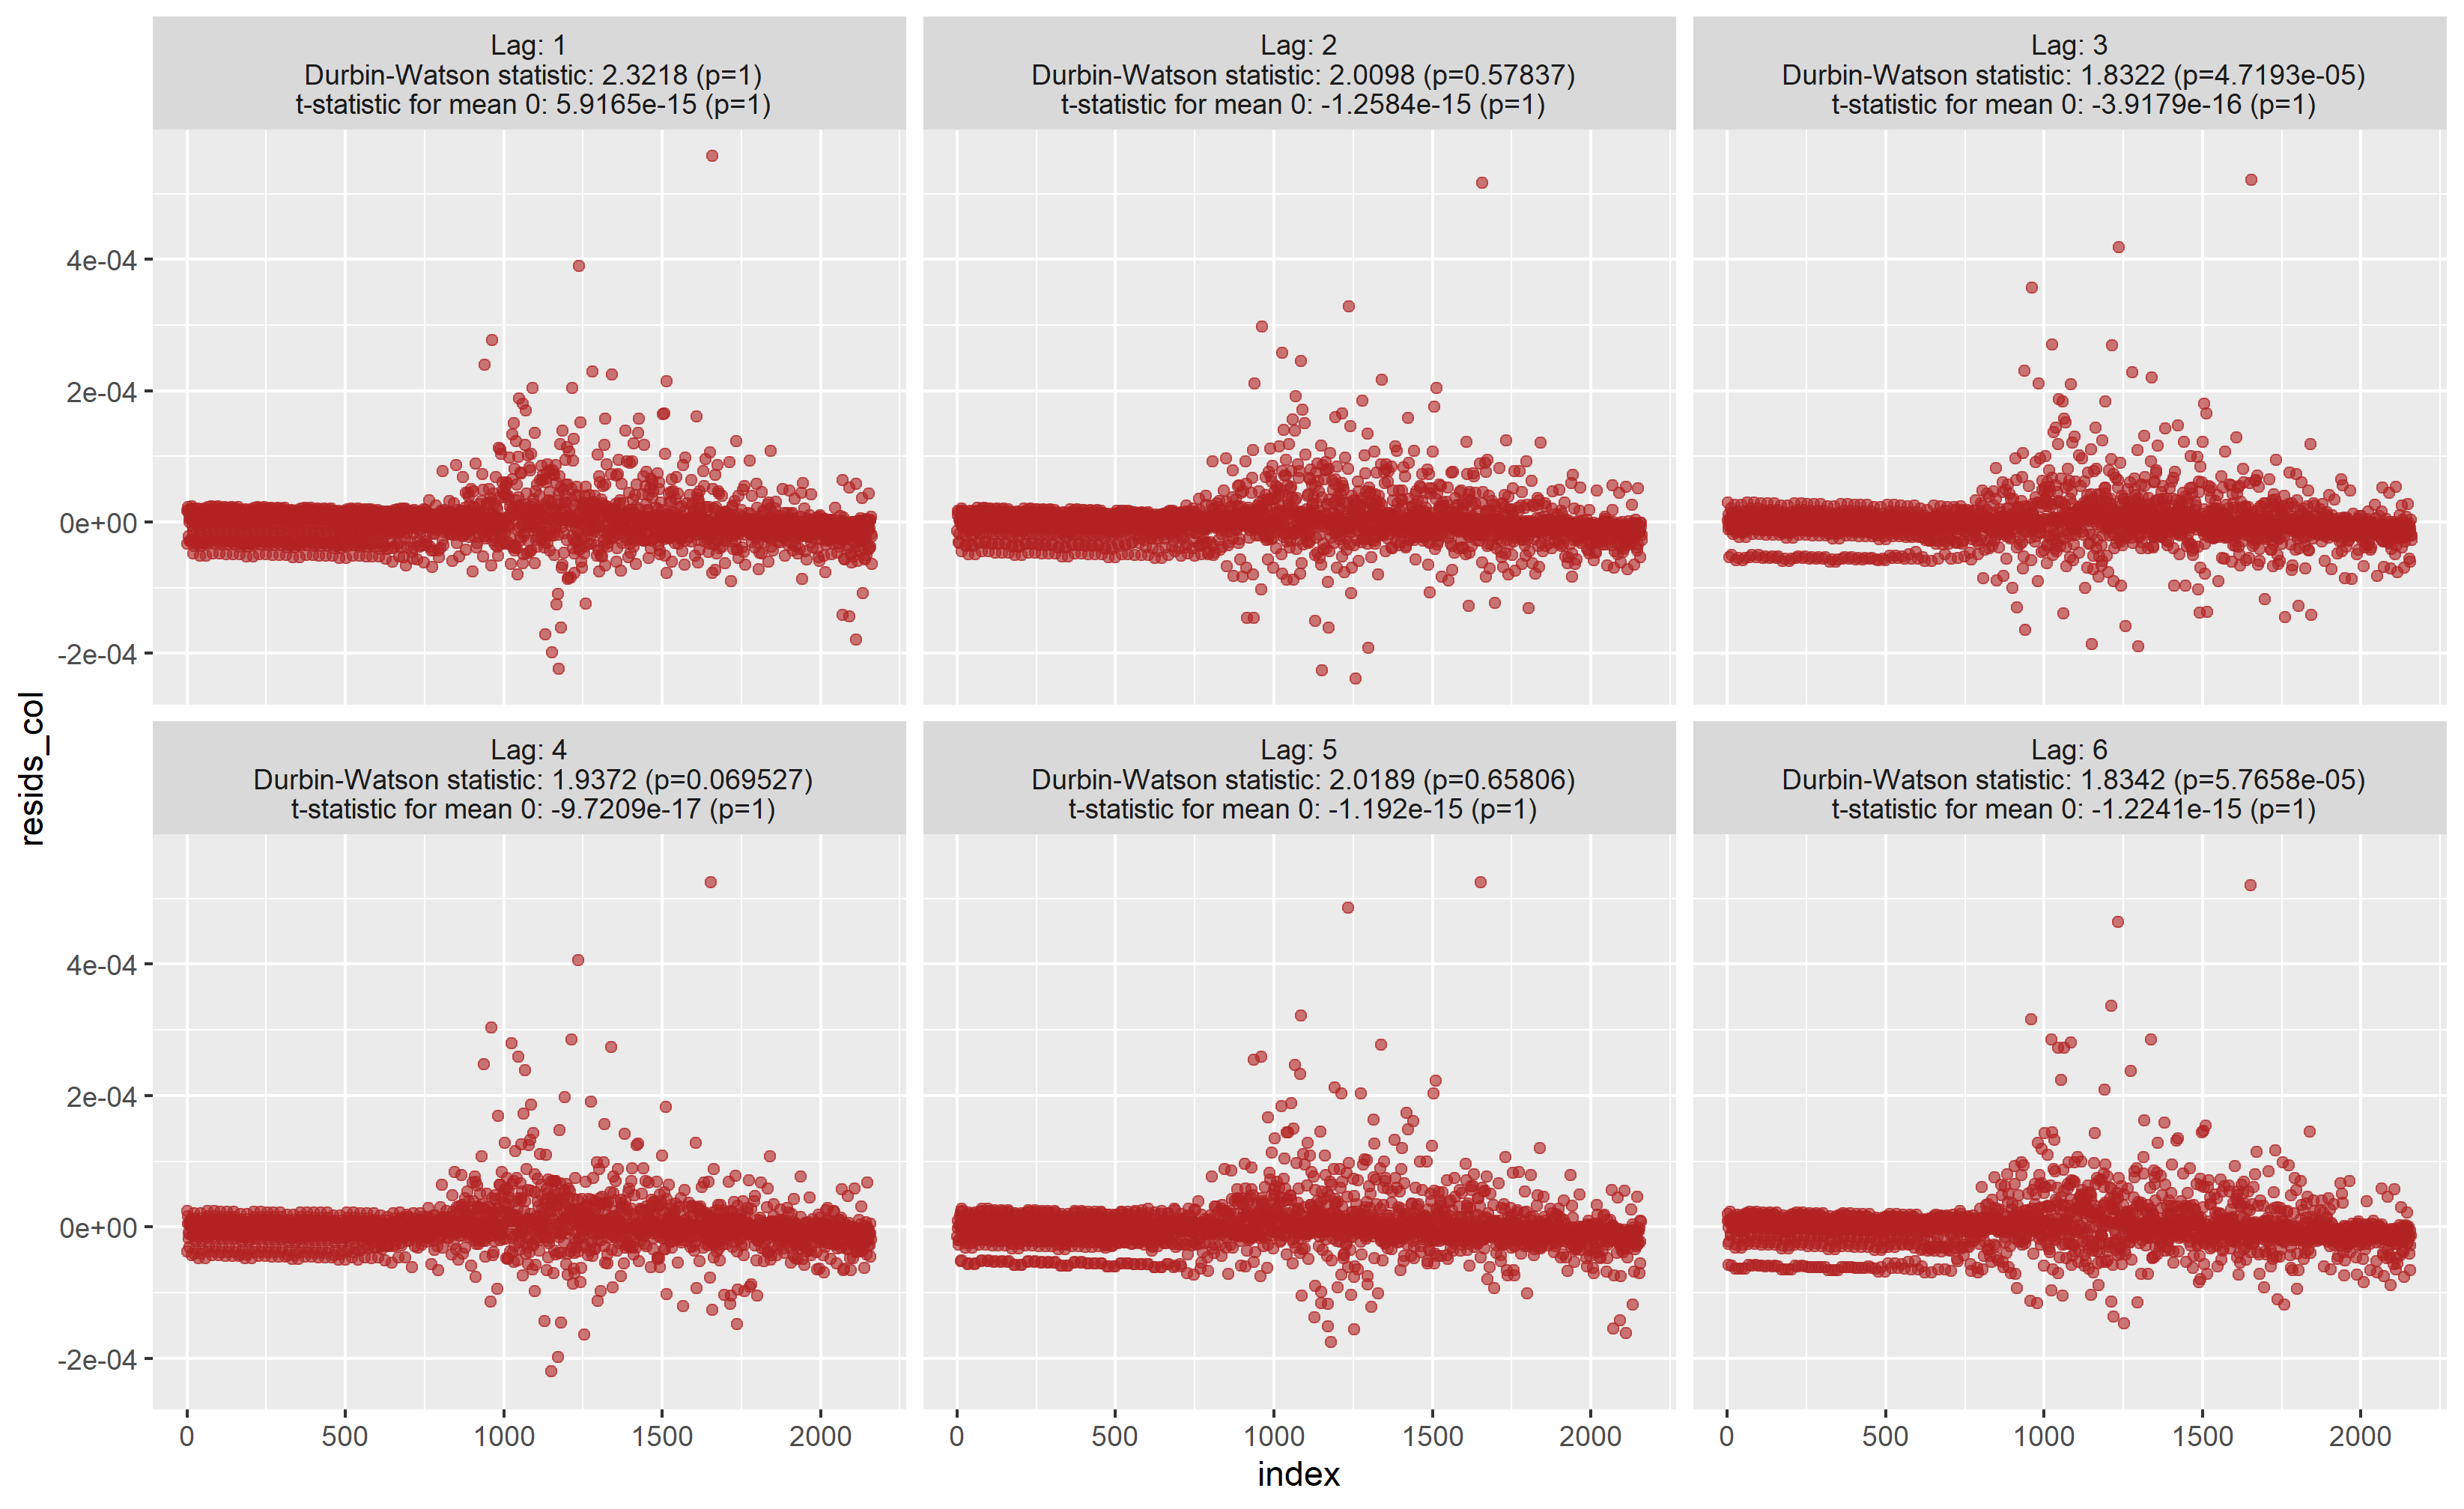 Lag: 1
Durbin-Watson statistic: 2.3218 (p=1)
t-statistic for mean 0: 5.9165e-15 (p=1)
Lag: 2
Durbin-Watson statistic: 2.0098 (p=0.57837)
t-statistic for mean 0: -1.2584e-15 (p=1)
Lag: 3
Durbin-Watson statistic: 1.8322 (p=4.7193e-05)
t-statistic for mean 0: -3.9179e-16 (p=1)
4e-04
2e-04
0e+00
-2e-04
resids_col
Lag: 4
Durbin-Watson statistic: 1.9372 (p=0.069527)
t-statistic for mean 0: -9.7209e-17 (p=1)
Lag: 5
Durbin-Watson statistic: 2.0189 (p=0.65806)
t-statistic for mean 0: -1.192e-15 (p=1)
Lag: 6
Durbin-Watson statistic: 1.8342 (p=5.7658e-05)
t-statistic for mean 0: -1.2241e-15 (p=1)
4e-04
2e-04
0e+00
-2e-04
0 500 1000 1500 2000
0 500 1000 1500 2000
0 500 1000 1500 2000
index